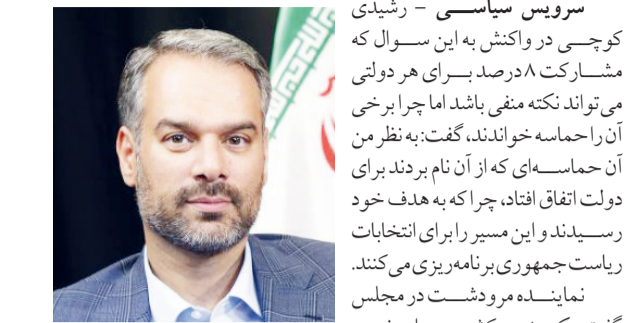 سرویس سیاسی - رشیدی
کوچی در واکنش به این سوال که
مشارکت ۸ درصد برای هر دولتی
می‌تواند نکته منفی باشد اما چرا برخی
آن را حماسه خواندند، گفت: به نظر من
آن حماسه‌ای که از آن نام بردند برای
دولت اتفاق افتاد، چرا که به هدف خود
رسیدند و این مسیر را برای انتخابات
ریاست جمهوری برنامه‌ریزی می‌کنند.
نماینده مرودشت در مجلس